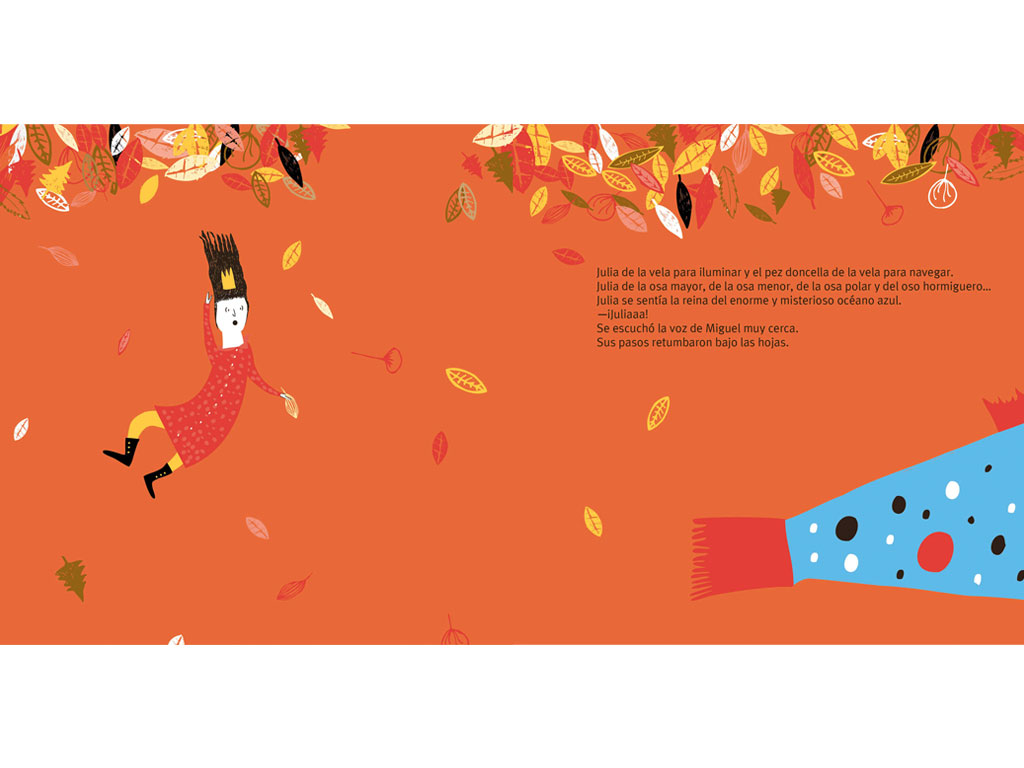 Julia de la vela para iluminar y el pez doncella de la vela para navegar.
Julia de la osa mayor, de la osa menor, de la osa polar y del oso hormiguero...
Julia se sentía la reina del enorme y misterioso océano azul.
—¡Juliaaa!
Se escuchó la voz de Miguel muy cerca.
Sus pasos retumbaron bajo las hojas.